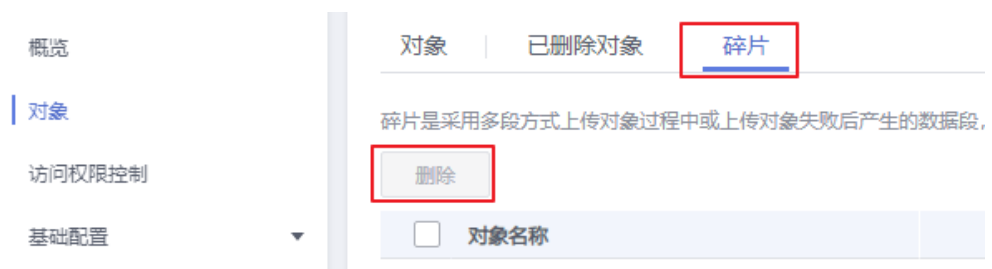 概览
对象
访问权限控制
基础配置
对象 已删除对象 碎片
碎片是采用多段方式上传对象过程中或上传对象失败后产生的数据段,
删除
对象名称